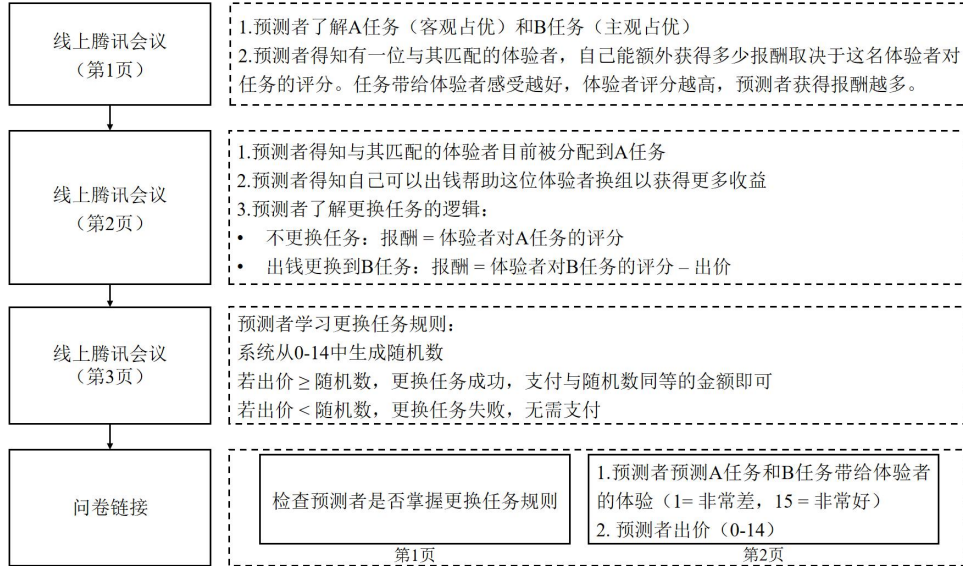 线上腾讯会议
（第1页）
1.预测者了解A任务（客观占优）和B任务（主观占优）
2.预测者得知有一位与其匹配的体验者，自己能额外获得多少报酬取决于这名体验者对
任务的评分。任务带给体验者感受越好，体验者评分越高，预测者获得报酬越多。
线上腾讯会议
（第2页）
1.预测者得知与其匹配的体验者目前被分配到A任务
2.预测者得知自己可以出钱帮助这位体验者换组以获得更多收益
3.预测者了解更换任务的逻辑：
• 不更换任务：报酬 = 体验者对A任务的评分
• 出钱更换到B任务：报酬 = 体验者对B任务的评分 – 出价
线上腾讯会议
（第3页）
预测者学习更换任务规则：
系统从0-14中生成随机数
若出价 ≥ 随机数，更换任务成功，支付与随机数同等的金额即可
若出价 < 随机数，更换任务失败，无需支付
问卷链接
检查预测者是否掌握更换任务规则
第1页
1.预测者预测A任务和B任务带给体验者
的体验（1= 非常差，15 = 非常好）
2. 预测者出价（0-14）
第2页